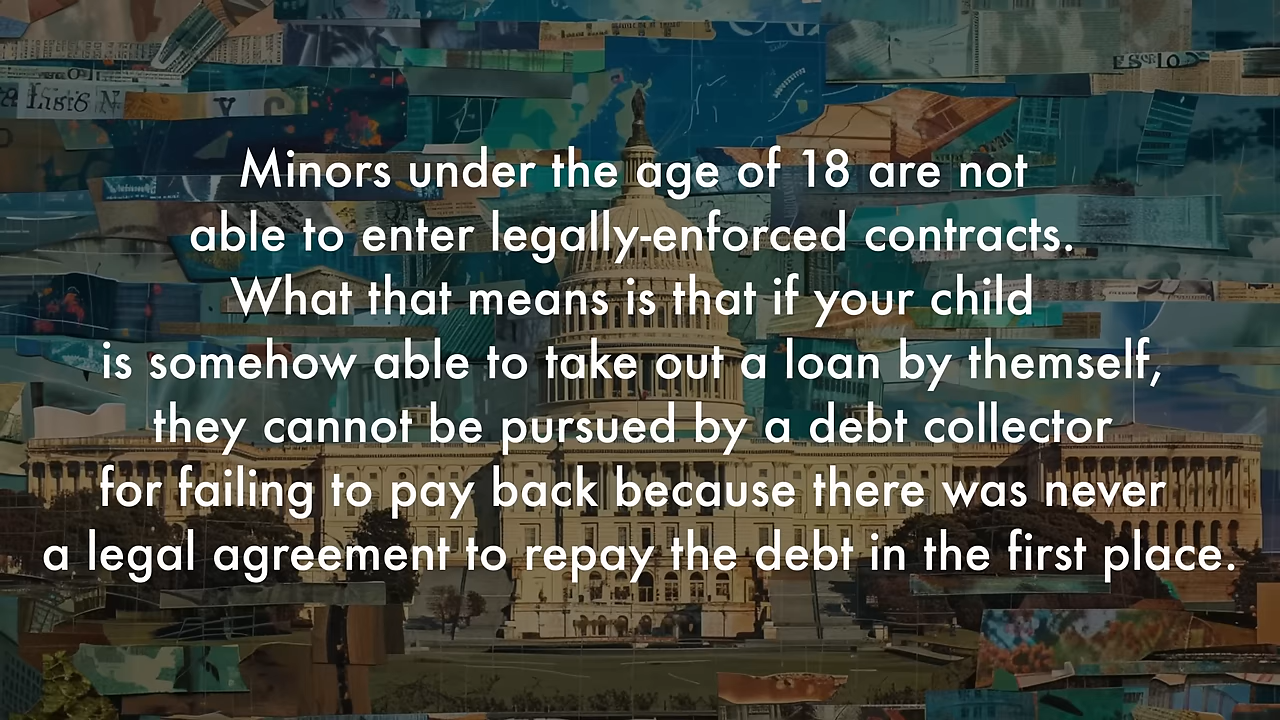 Minors under the age of 18 are not
able to enter legally-enforced contracts.
What that means is that if your child
is somehow able to take out a loan by themself,
they cannot be pursued by a debt collector
for failing to pay back because there was never
a legal agreement to repay the debt in the first place.